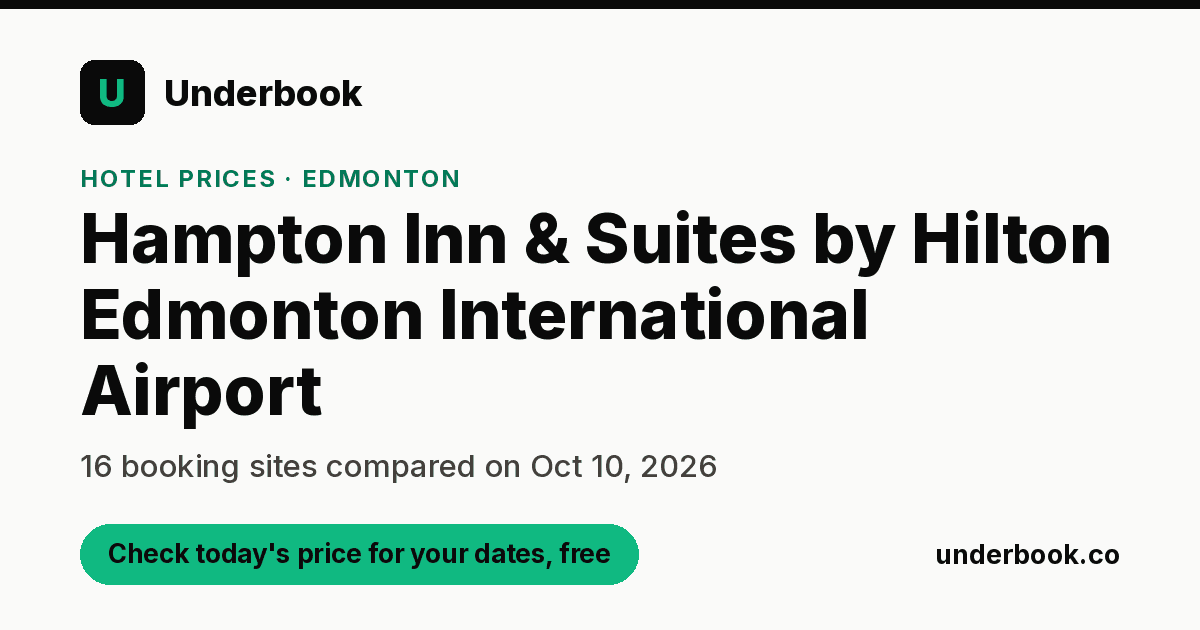 U Underbook
HOTEL PRICES · EDMONTON
Hampton Inn & Suites by Hilton
Edmonton International
Airport
16 booking sites compared on Oct 10, 2026
Check today's price for your dates, free
underbook.co